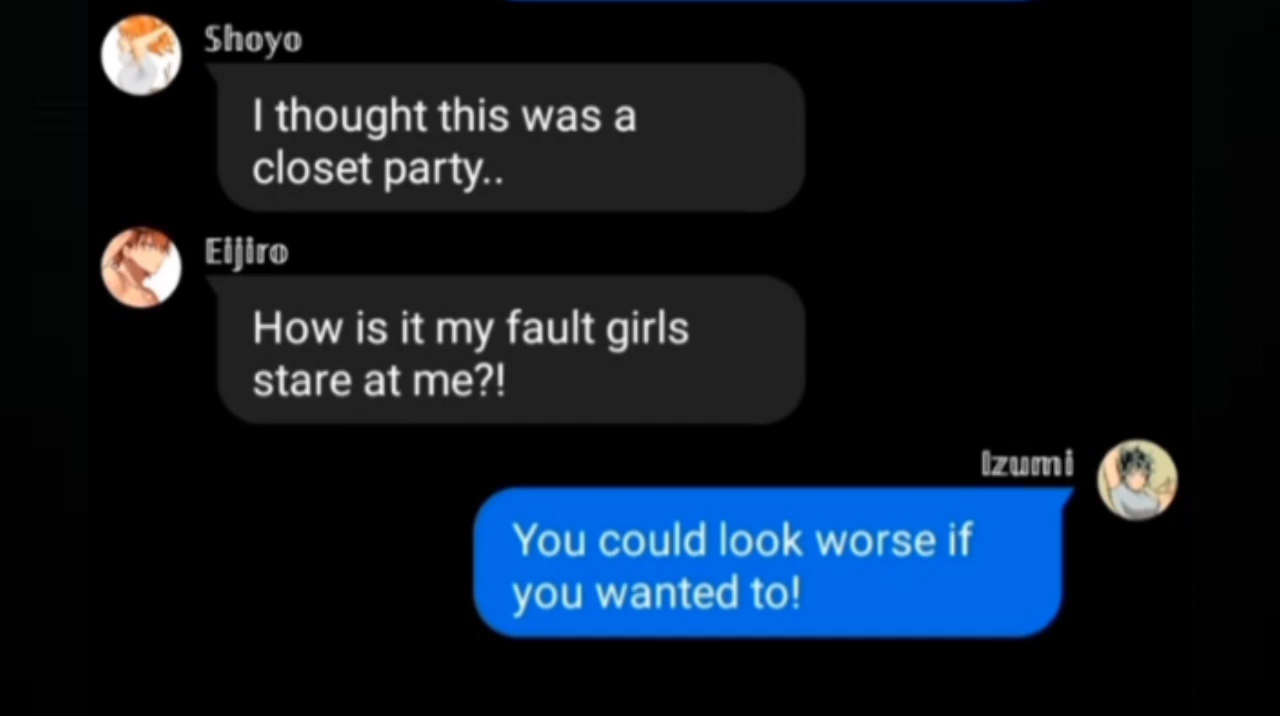 Shoyo
I thought this was a
closet party..
Eijiro
How is it my fault girls
stare at me?!
Izumi
You could look worse if
you wanted to!